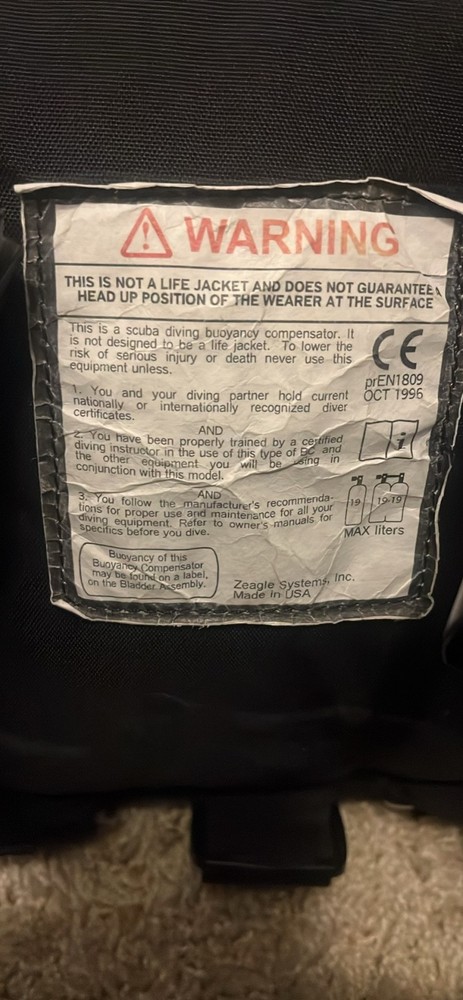 WARNING
THIS IS NOT A LIFE JACKET AND DOES NOT GUARANTEE A
HEAD UP POSITION OF THE WEARER AT THE SURFACE
This is a scuba diving buoyancy compensator. It
is not designed to be a life jacket. To lower the
risk of serious injury or death never use this
equipment unless.
CE
prEN1809
OCT 1996
1. You and your diving partner hold current
nationally or internationally recognized diver
certificates.
AND
2. You have been properly trained by a certified
diving instructor in the use of this type of BC and
the other equipment you will be using in
conjunction with this model.
i
AND
3. You follow the manufacturer's recommenda-
tions for proper use and maintenance for all your
diving equipment. Refer to owner's manuals for
specifics before you dive.
19 19-19
MAX liters
Buoyancy of this
Buoyancy Compensator
may be found on a label,
on the Bladder Assembly.
Zeagle Systems, Inc.
Made in USA